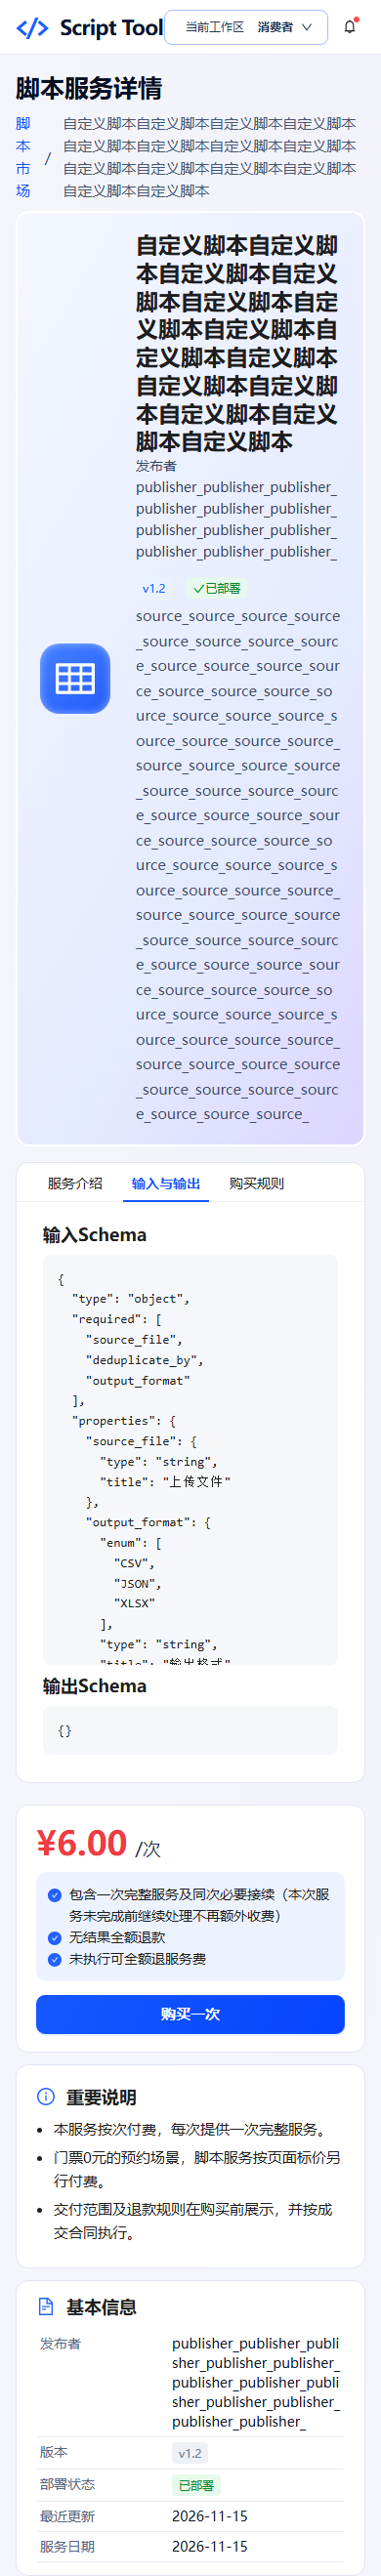 Script Tool
当前工作区 消费者
脚本服务详情
脚本市场 / 自定义脚本自定义脚本自定义脚本自定义脚本
自定义脚本自定义脚本自定义脚本自定义脚本
自定义脚本自定义脚本自定义脚本自定义脚本
自定义脚本自定义脚本
自定义脚本自定义脚
本自定义脚本自定义
脚本自定义脚本自定
义脚本自定义脚本自
定义脚本自定义脚本
自定义脚本自定义脚
本自定义脚本自定义
脚本自定义脚本
发布者
publisher_publisher_publisher_
publisher_publisher_publisher_
publisher_publisher_publisher_
publisher_publisher_publisher_
v1.2 已部署
source_source_source_source
_source_source_source_sourc
e_source_source_source_sour
ce_source_source_source_so
urce_source_source_source_s
ource_source_source_source_
source_source_source_source
_source_source_source_sourc
e_source_source_source_sour
ce_source_source_source_so
urce_source_source_source_s
ource_source_source_source_
source_source_source_source
_source_source_source_sourc
e_source_source_source_sour
ce_source_source_source_so
urce_source_source_source_s
ource_source_source_source_
source_source_source_source
_source_source_source_sourc
e_source_source_source_
服务介绍 输入与输出 购买规则
输入Schema
{
"type": "object",
"required": [
"source_file",
"deduplicate_by",
"output_format"
],
"properties": {
"source_file": {
"type": "string",
"title": "上传文件"
},
"output_format": {
"enum": [
"CSV",
"JSON",
"XLSX"
],
"type": "string",
"title": "输出格式"
输出Schema
{}
¥6.00 /次
包含一次完整服务及同次必要接续（本次服
务未完成前继续处理不再额外收费）
无结果全额退款
未执行可全额退服务费
购买一次
重要说明
本服务按次付费，每次提供一次完整服务。
门票0元的预约场景，脚本服务按页面标价另
行付费。
交付范围及退款规则在购买前展示，并按成
交合同执行。
基本信息
发布者 publisher_publisher_publi
sher_publisher_publisher_
publisher_publisher_publi
sher_publisher_publisher_
publisher_publisher_
版本 v1.2
部署状态 已部署
最近更新 2026-11-15
服务日期 2026-11-15